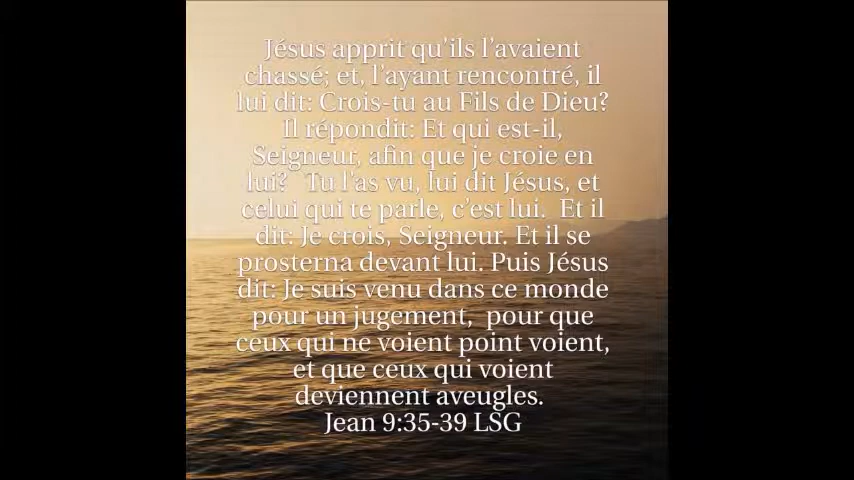 Jésus apprit qu’ils l’avaient
chassé; et, l’ayant rencontré, il
lui dit: Crois-tu au Fils de Dieu?
Il répondit: Et qui est-il,
Seigneur, afin que je croie en
lui? Tu l’as vu, lui dit Jésus, et
celui qui te parle, c’est lui. Et il
dit: Je crois, Seigneur. Et il se
prosterna devant lui. Puis Jésus
dit: Je suis venu dans ce monde
pour un jugement, pour que
ceux qui ne voient point voient,
et que ceux qui voient
deviennent aveugles.
Jean 9:35-39 LSG